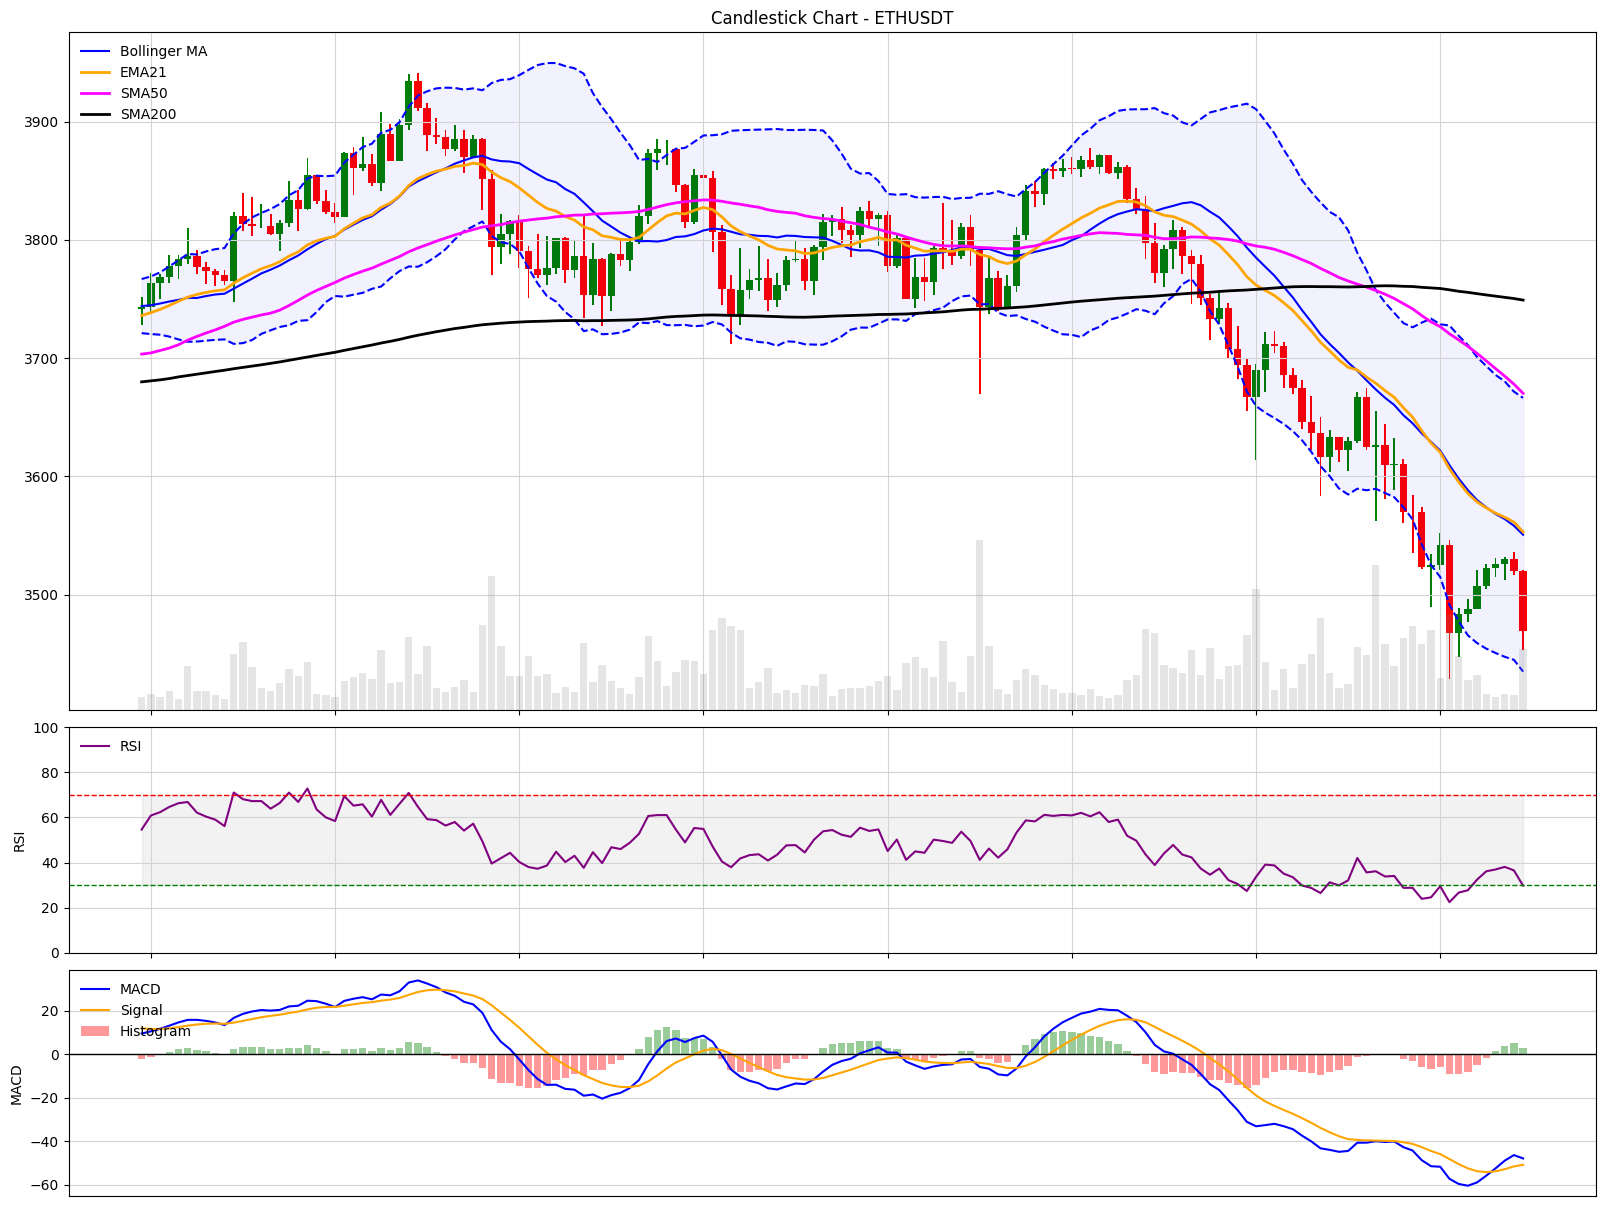 Candlestick Chart - ETHUSDT
Bollinger MA
EMA21
SMA50
SMA200
3900
3800
3700
3600
3500
RSI
100
80
60
40
20
0
RSI
MACD
Signal
Histogram
20
0
−20
−40
−60
MACD